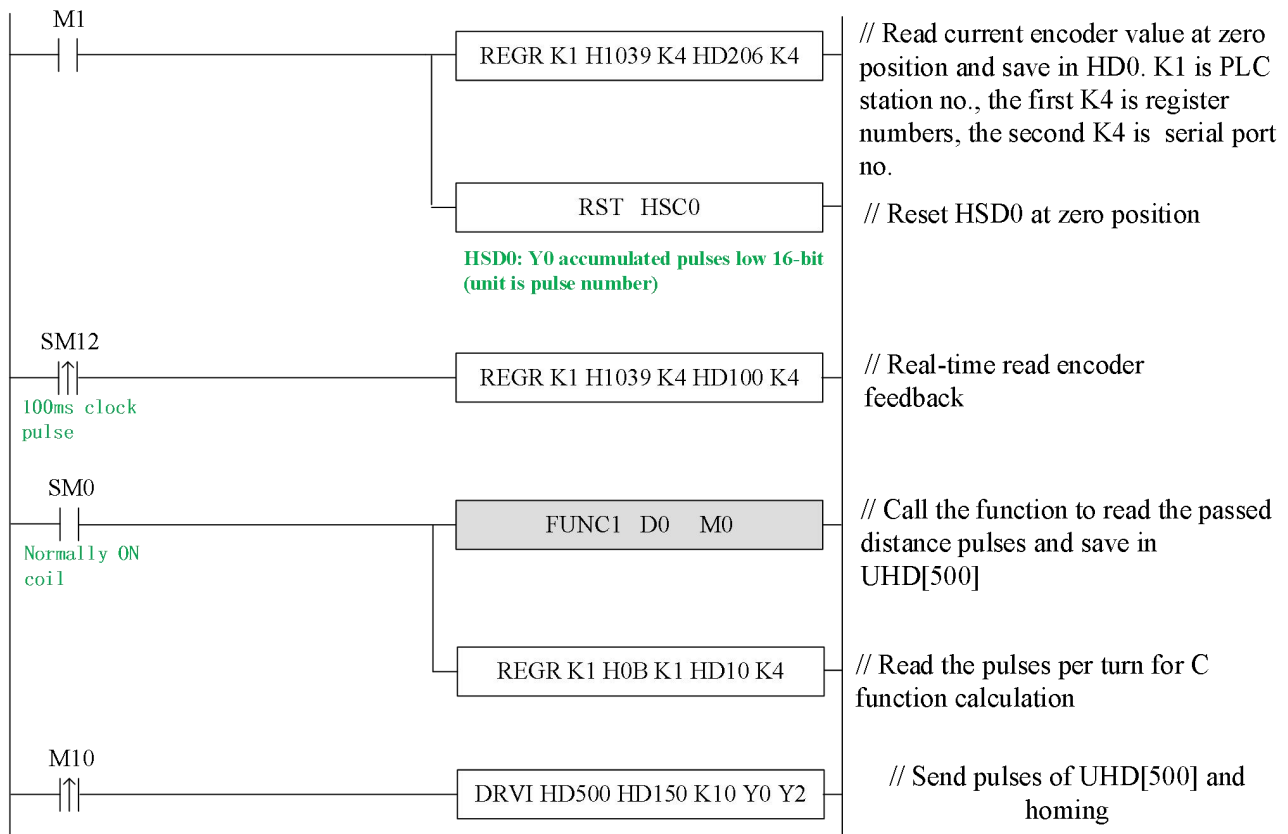 M1
REGR K1 H1039 K4 HD206 K4
// Read current encoder value at zero
position and save in HD0. K1 is PLC
station no., the first K4 is register
numbers, the second K4 is serial port
no.
RST HSC0
// Reset HSD0 at zero position
HSD0: Y0 accumulated pulses low 16-bit
(unit is pulse number)
SM12
REGR K1 H1039 K4 HD100 K4
// Real-time read encoder
feedback
100ms clock
pulse
SM0
FUNC1 D0 M0
// Call the function to read the passed
distance pulses and save in
UHD[500]
Normally ON
coil
REGR K1 H0B K1 HD10 K4
// Read the pulses per turn for C
function calculation
M10
DRVI HD500 HD150 K10 Y0 Y2
// Send pulses of UHD[500] and
homing